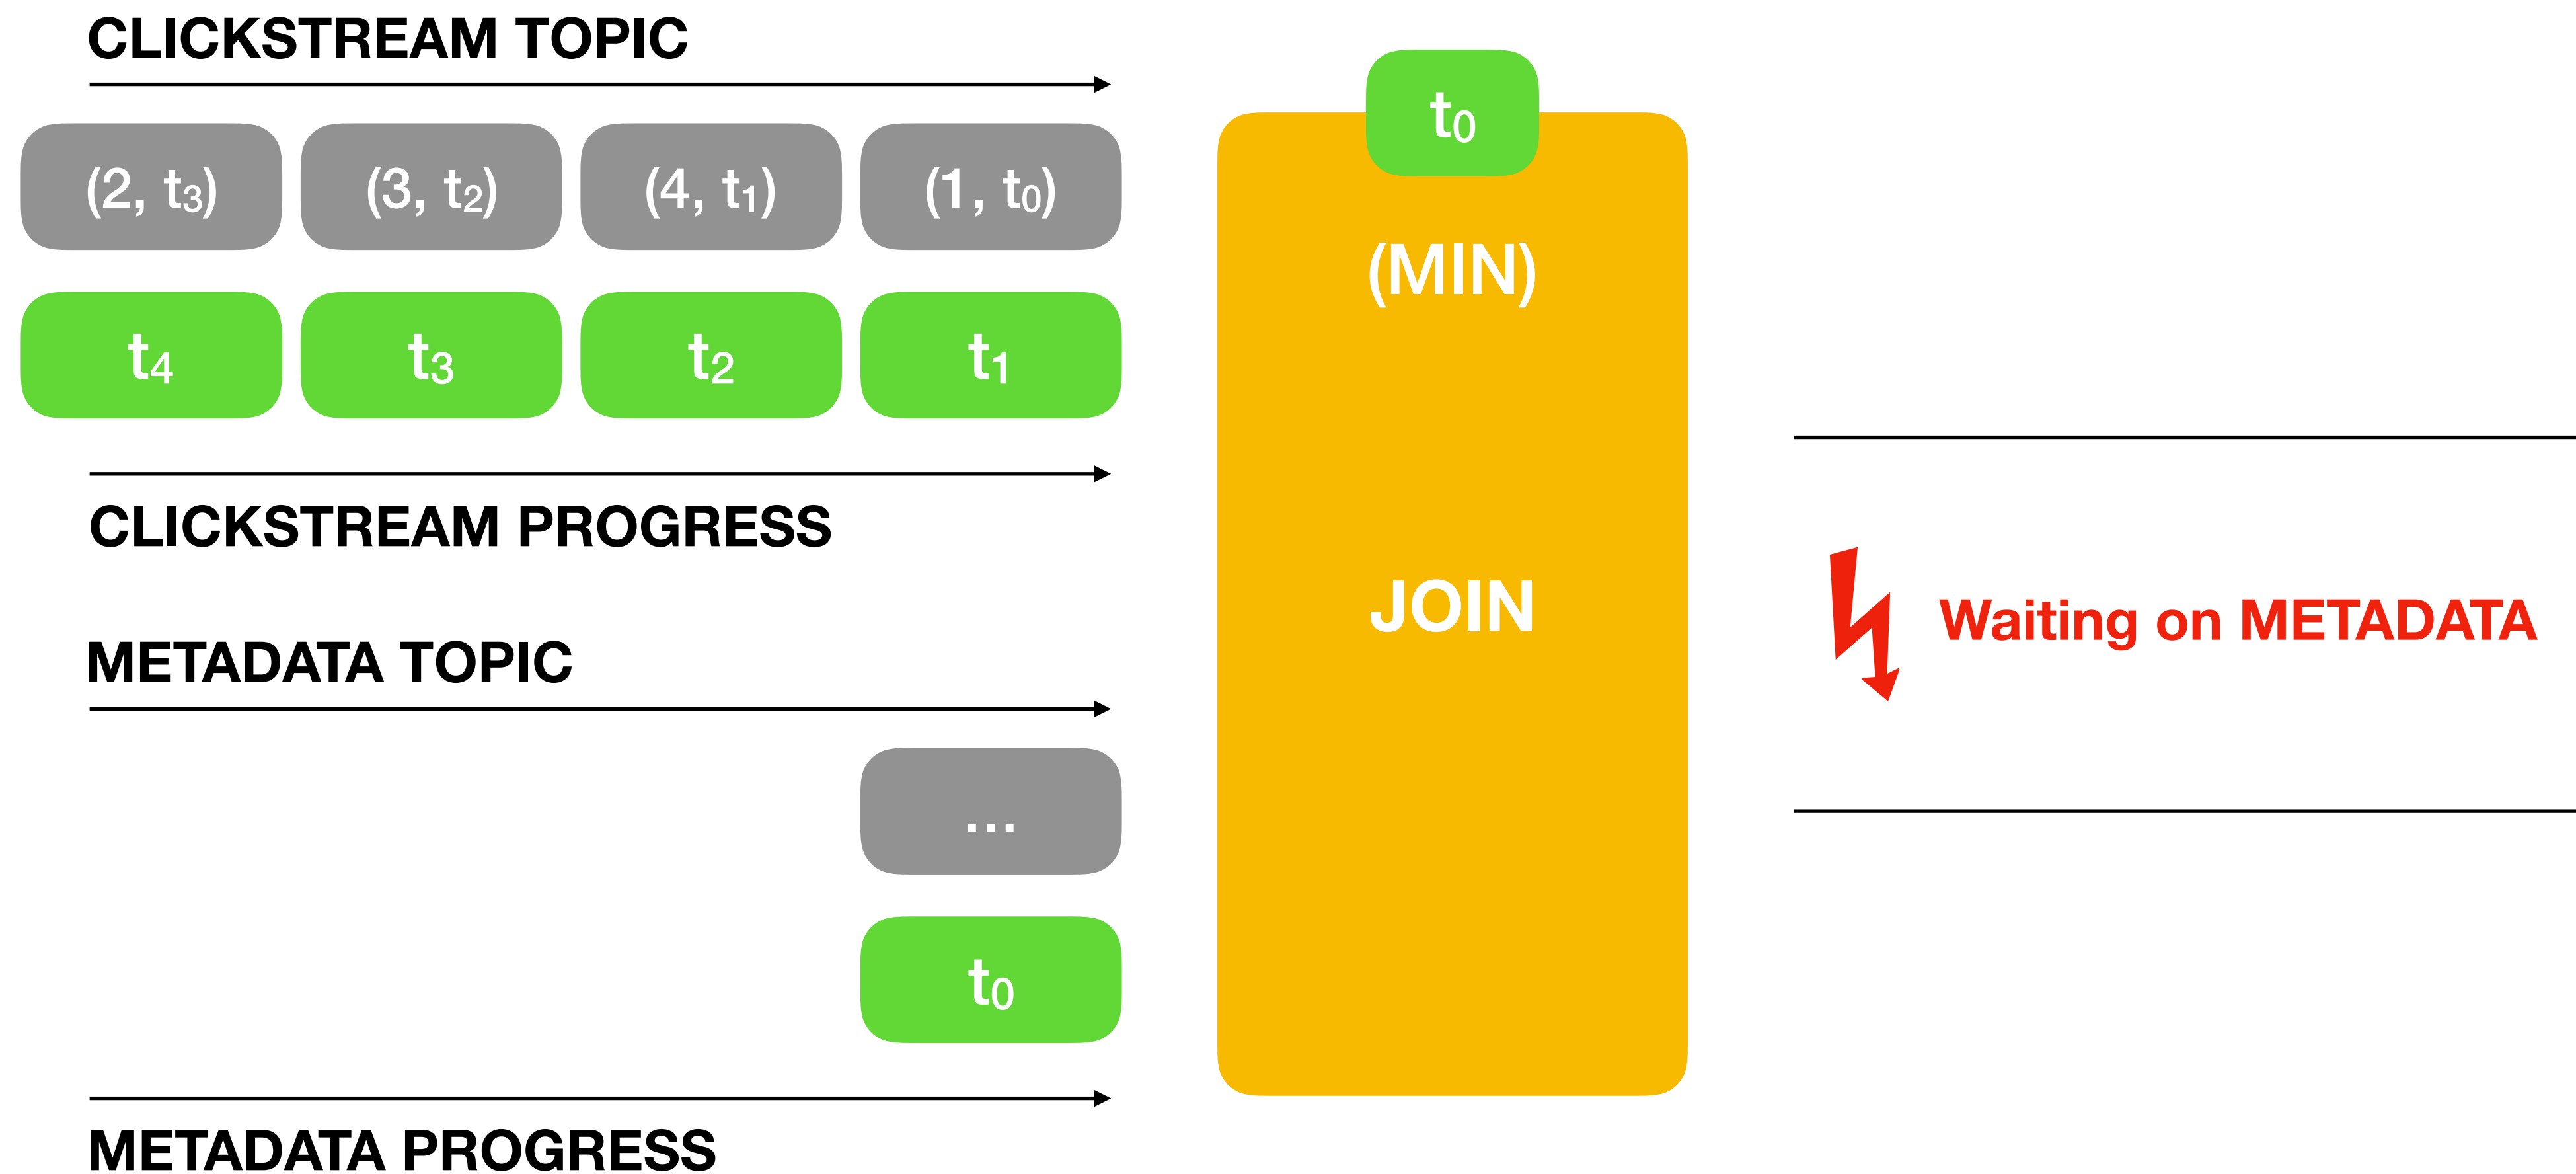 CLICKSTREAM TOPIC
(2, t₃) (3, t₂) (4, t₁) (1, t₀)
t₄ t₃ t₂ t₁
CLICKSTREAM PROGRESS
METADATA TOPIC
...
t₀
METADATA PROGRESS
t₀
(MIN)
JOIN
Waiting on METADATA